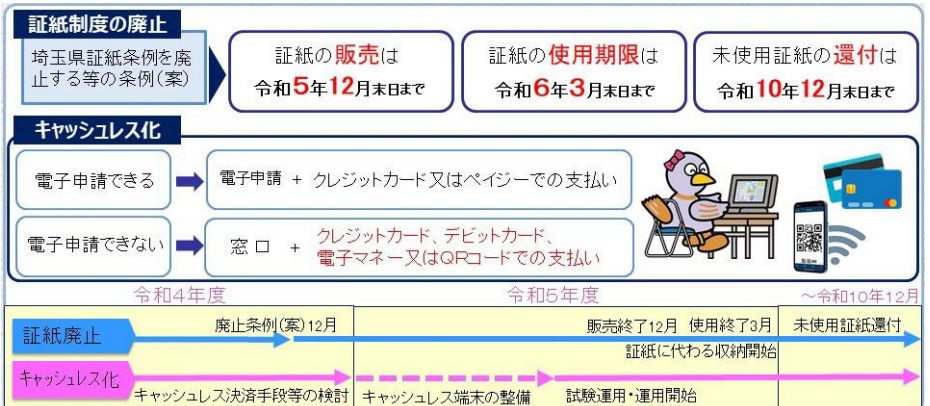 証紙制度の廃止
埼玉県証紙条例を廃
止する等の条例(案)
証紙の販売は
令和5年12月末日まで
証紙の使用期限は
令和6年3月末日まで
未使用証紙の還付は
令和10年12月末日まで
キャッシュレス化
電子申請できる
電子申請 + クレジットカード又はペイジーでの支払い
電子申請できない
窓口 +
クレジットカード、デビットカード、
電子マネー又はQRコードでの支払い
令和4年度
令和5年度
～令和10年12月
証紙廃止
廃止条例(案)12月
販売終了12月 使用終了3月
未使用証紙還付
証紙に代わる収納開始
キャッシュレス化
キャッシュレス決済手段等の検討
キャッシュレス端末の整備
試験運用・運用開始